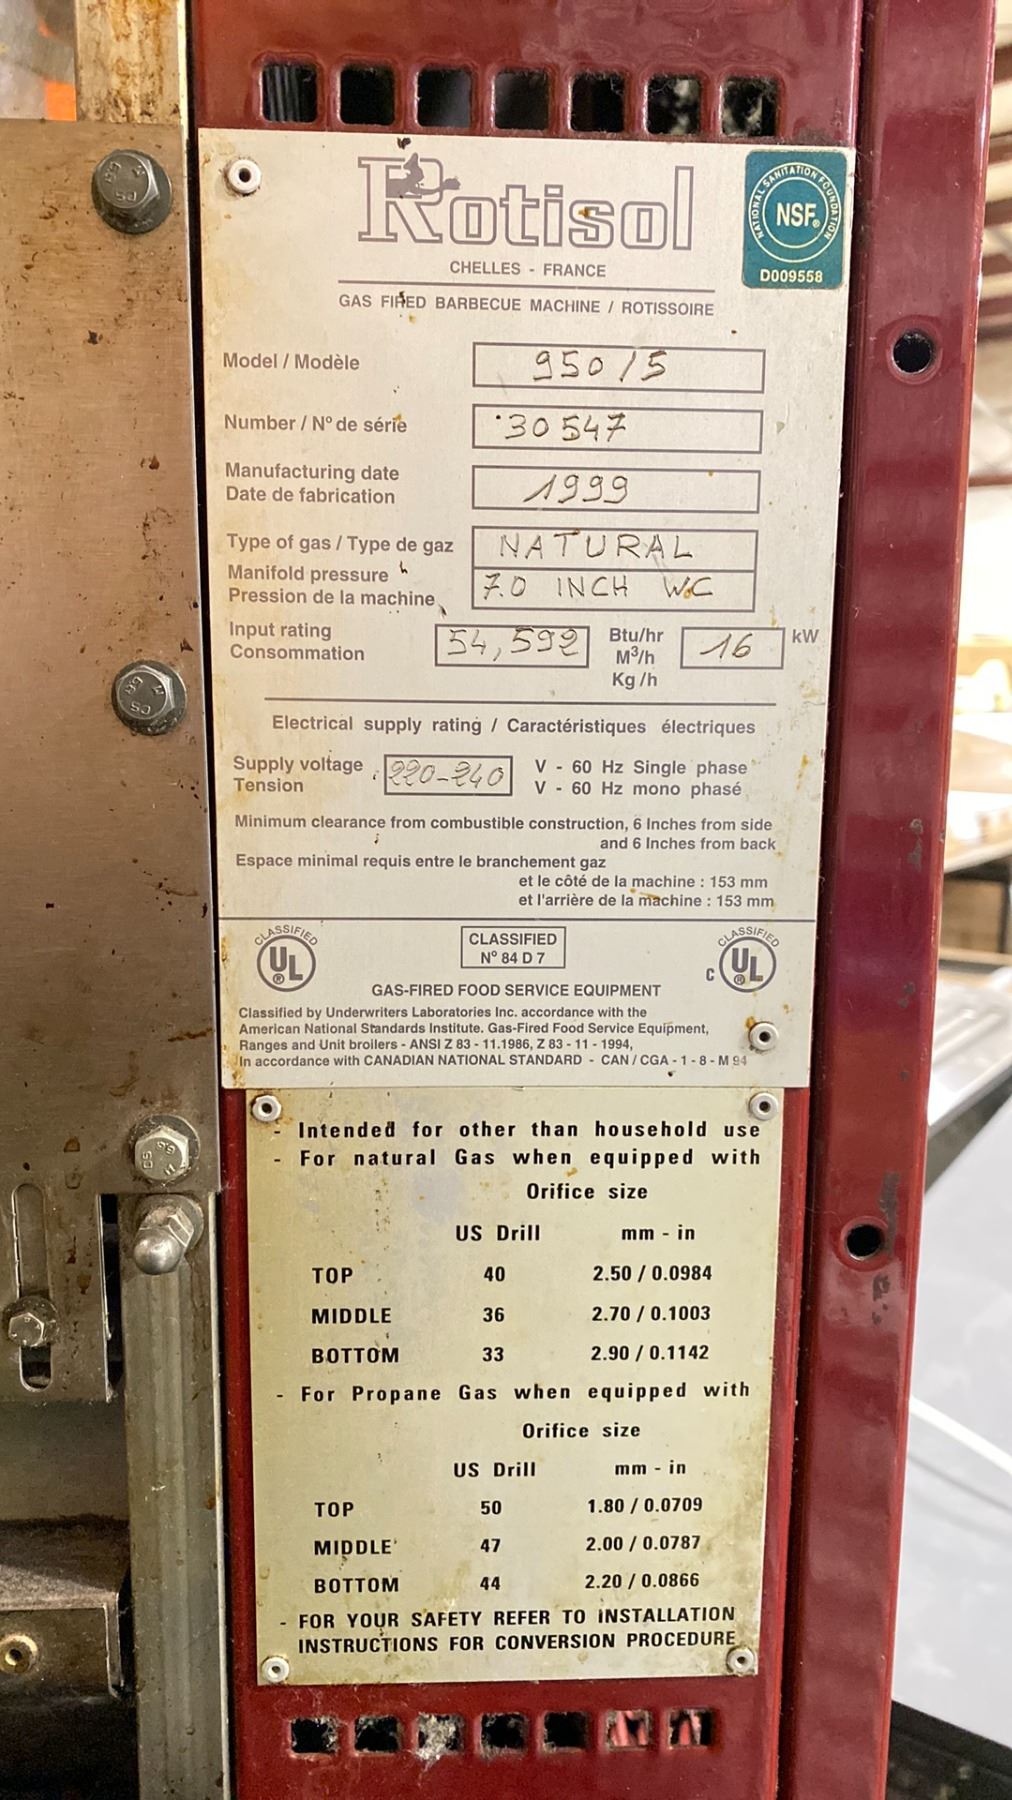 Rotisol
CHELLES - FRANCE
NATIONAL SANITATION FOUNDATION
NSF®
D009558
GAS FIRED BARBECUE MACHINE / ROTISSOIRE
Model / Modèle 950/5
Number / N° de série 30547
Manufacturing date
Date de fabrication 1999
Type of gas / Type de gaz NATURAL
Manifold pressure
Pression de la machine 7.0 INCH WC
Input rating
Consommation
54,592 Btu/hr 16 kW
M³/h
Kg/h
Electrical supply rating / Caractéristiques électriques
Supply voltage 220-240 V - 60 Hz Single phase
Tension V - 60 Hz mono phasé
Minimum clearance from combustible construction, 6 Inches from side
and 6 Inches from back
Espace minimal requis entre le branchement gaz
et le côté de la machine : 153 mm
et l'arrière de la machine : 153 mm
CLASSIFIED
UL®
CLASSIFIED
N° 84 D 7
CLASSIFIED
C UL®
GAS-FIRED FOOD SERVICE EQUIPMENT
Classified by Underwriters Laboratories Inc. accordance with the
American National Standards Institute. Gas-Fired Food Service Equipment,
Ranges and Unit broilers - ANSI Z 83 - 11.1986, Z 83 - 11 - 1994,
In accordance with CANADIAN NATIONAL STANDARD - CAN / CGA - 1 - 8 - M 94
- Intended for other than household use
- For natural Gas when equipped with
Orifice size
US Drill mm - in
TOP 40 2.50 / 0.0984
MIDDLE 36 2.70 / 0.1003
BOTTOM 33 2.90 / 0.1142
- For Propane Gas when equipped with
Orifice size
US Drill mm - in
TOP 50 1.80 / 0.0709
MIDDLE 47 2.00 / 0.0787
BOTTOM 44 2.20 / 0.0866
- FOR YOUR SAFETY REFER TO INSTALLATION
INSTRUCTIONS FOR CONVERSION PROCEDURE